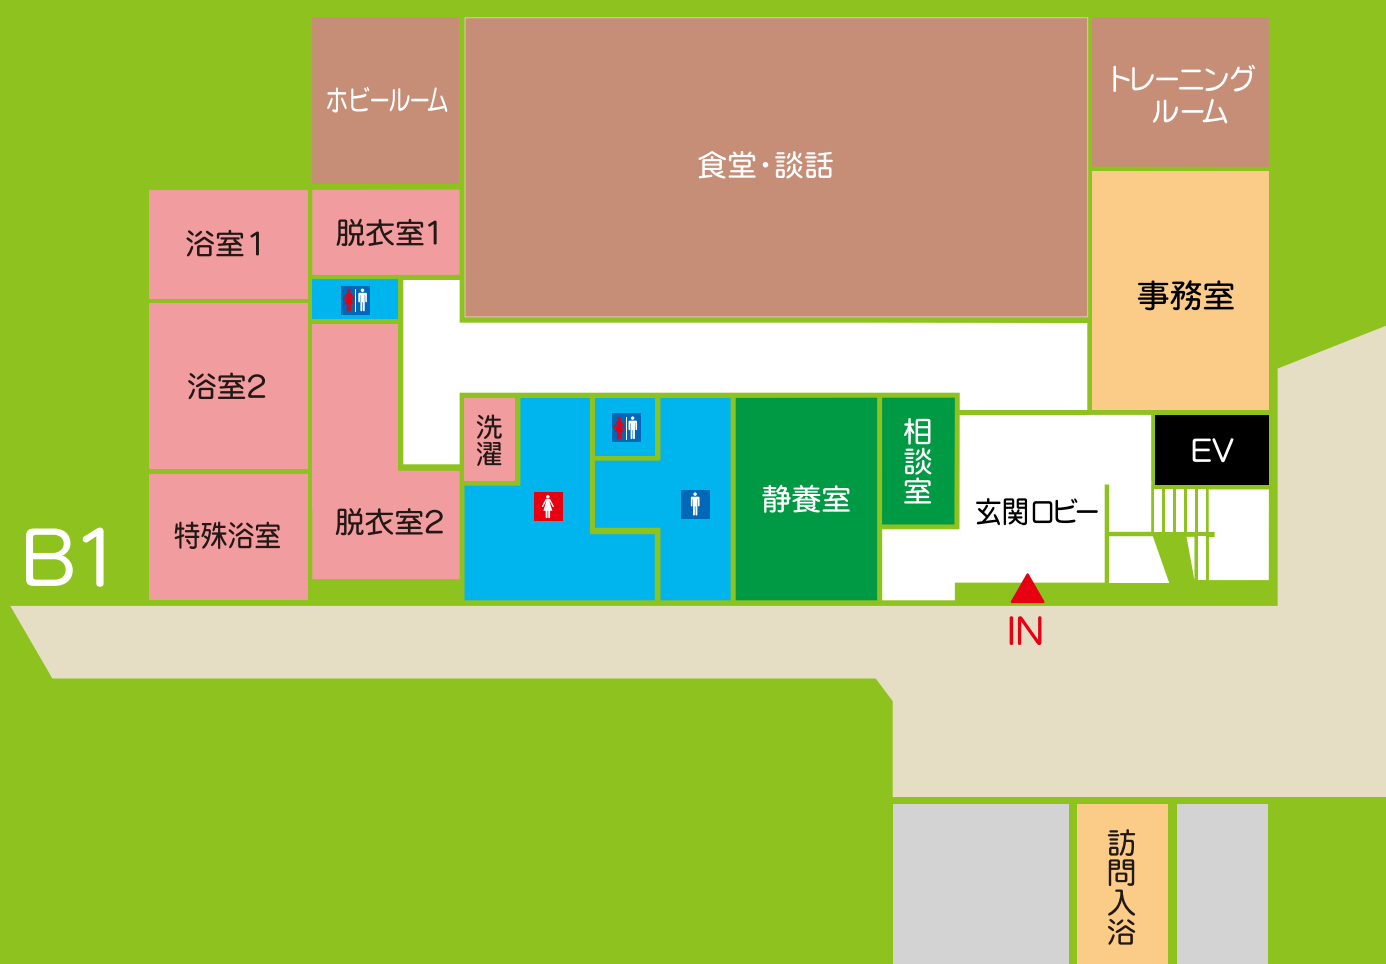 ホビールーム
食堂・談話
トレーニング
ルーム
浴室1
脱衣室1
事務室
浴室2
洗濯
相談室
EV
静養室
玄関ロビー
特殊浴室
脱衣室2
B1
IN
訪問入浴